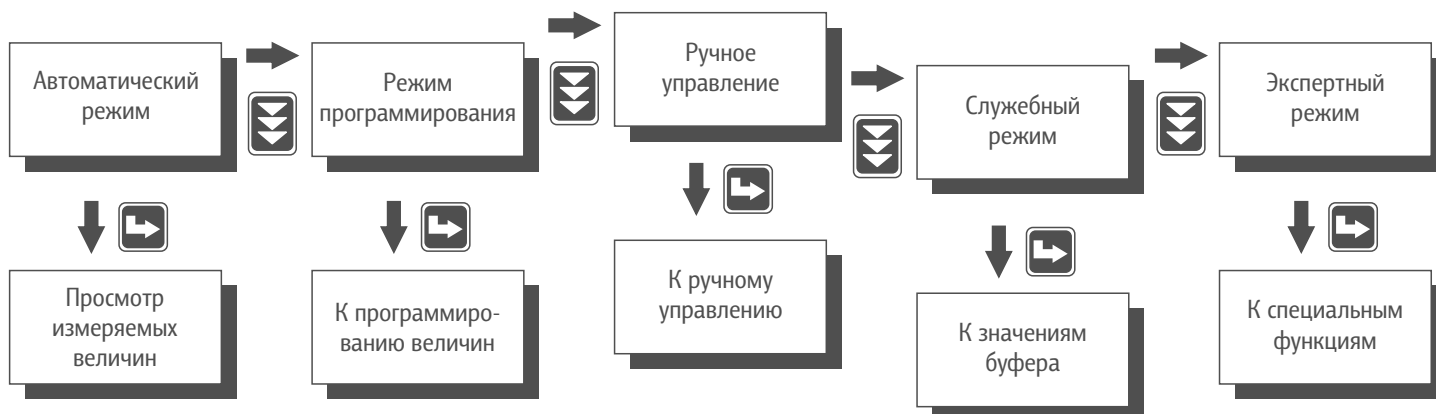 Автоматический
режим
Режим
программирования
Ручное
управление
Служебный
режим
Экспертный
режим
Просмотр
измеряемых
величин
К программиро-
ванию величин
К ручному
управлению
К значениям
буфера
К специальным
функциям